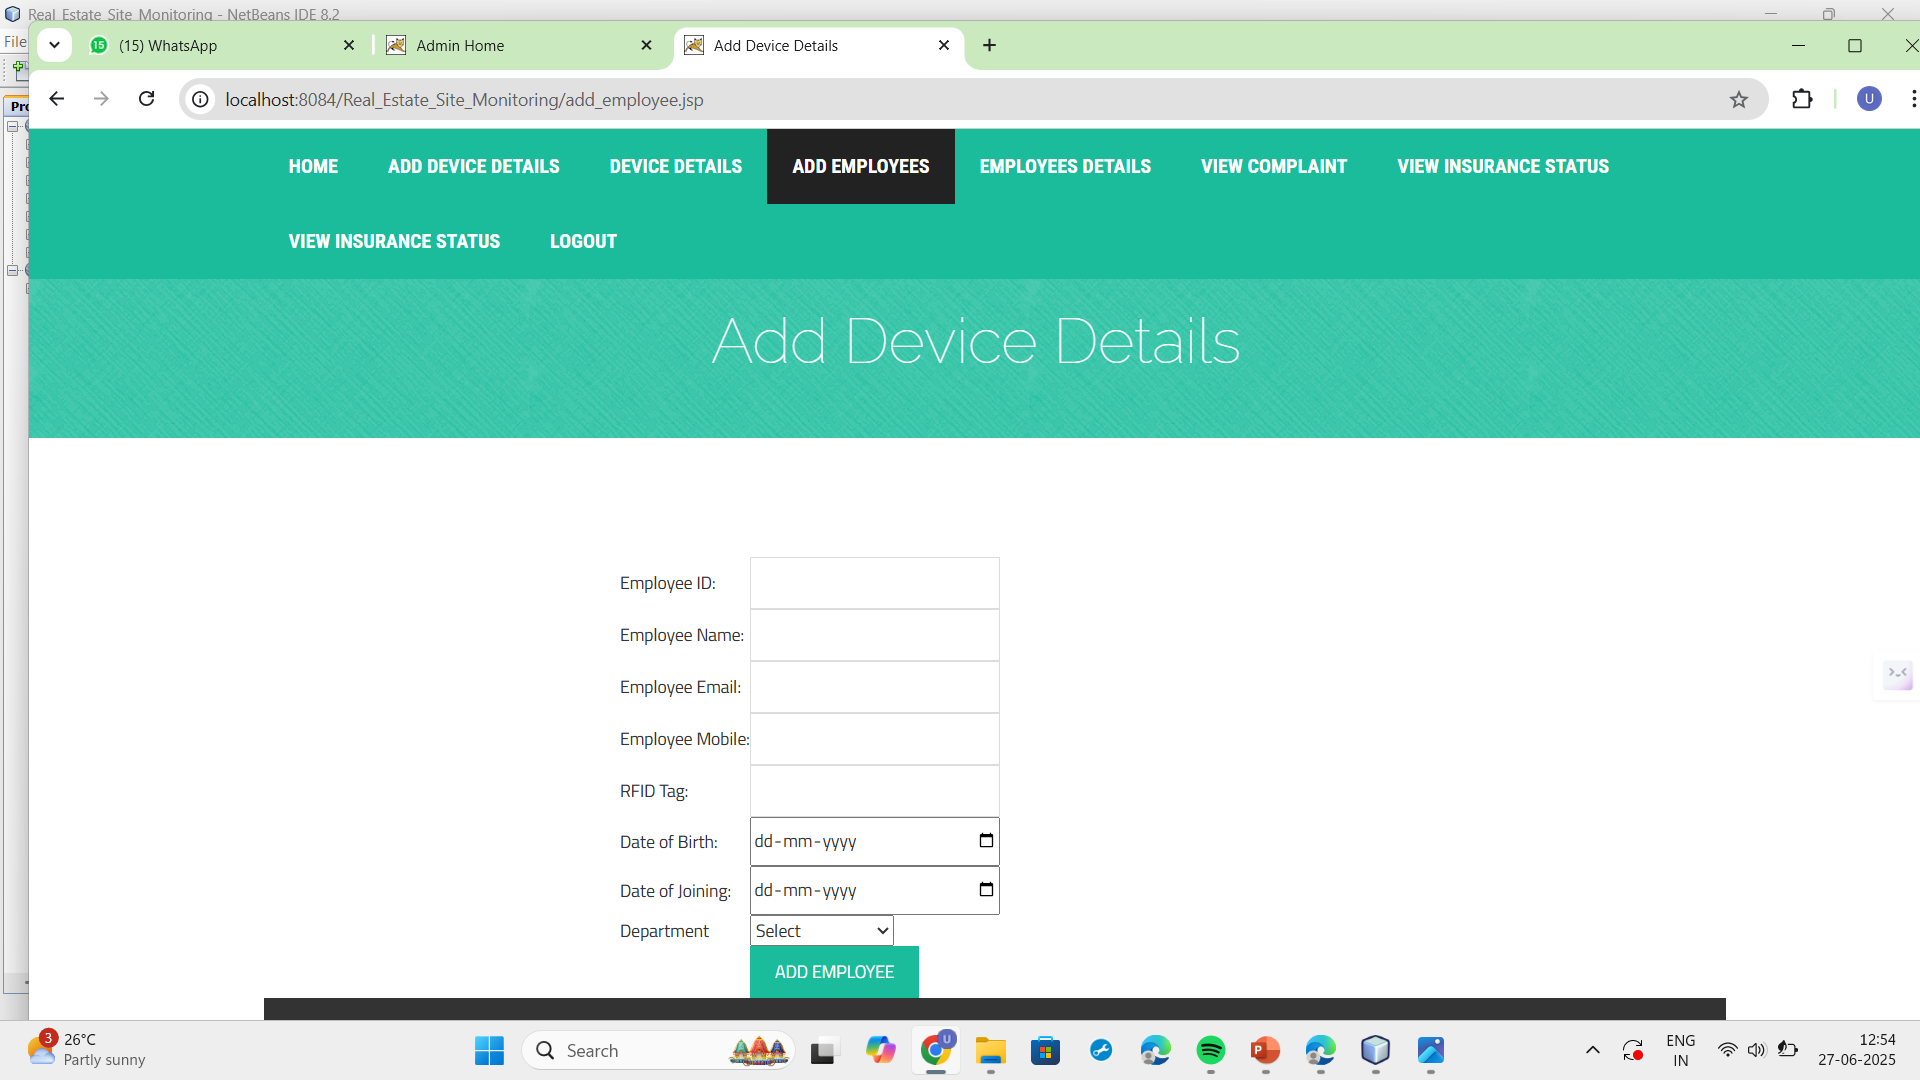 Real_Estate_Site_Monitoring - NetBeans IDE 8.2
File
15 (15) WhatsApp
Admin Home
Add Device Details
localhost:8084/Real_Estate_Site_Monitoring/add_employee.jsp
U
Pro
HOME ADD DEVICE DETAILS DEVICE DETAILS ADD EMPLOYEES EMPLOYEES DETAILS VIEW COMPLAINT VIEW INSURANCE STATUS
VIEW INSURANCE STATUS LOGOUT
Add Device Details
Employee ID:
Employee Name:
Employee Email:
Employee Mobile:
RFID Tag:
Date of Birth: dd-mm-yyyy
Date of Joining: dd-mm-yyyy
Department Select
ADD EMPLOYEE
3 26°C
Partly sunny
Search
U
P
ENG
IN
12:54
27-06-2025